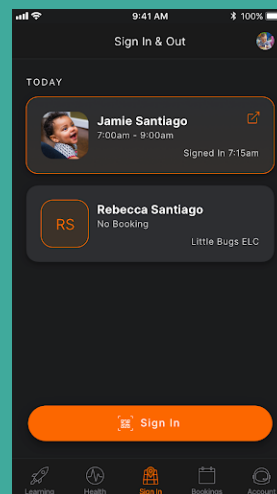 9:41 AM
100%
Sign In & Out
TODAY
Jamie Santiago
7:00am - 9:00am
Signed In 7:15am
RS
Rebecca Santiago
No Booking
Little Bugs ELC
Sign In
Learning
Health
Sign In
Bookings
Account